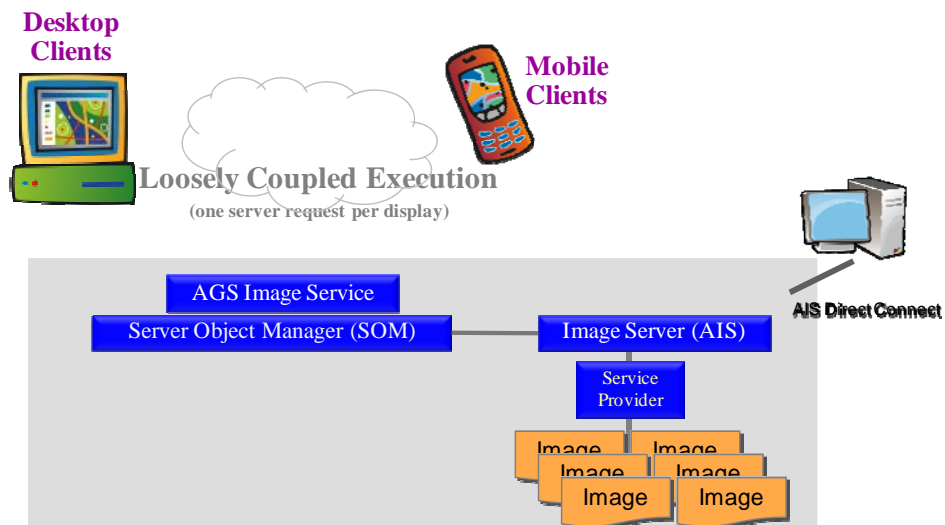 Desktop
Clients
Mobile
Clients
Loosely Coupled Execution
(one server request per display)
AGS Image Service
Server Object Manager (SOM)
Image Server (AIS)
AIS Direct Connect
Service
Provider
Image
Image
Image
Image
Image
Image